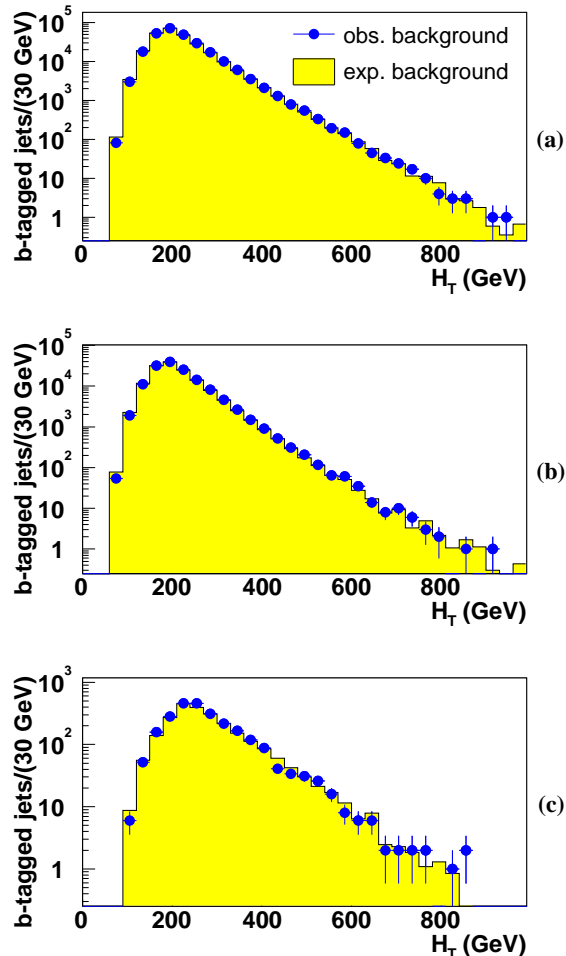 b-tagged jets/(30 GeV)
10^5
10^4
10^3
10^2
10
1
obs. background
exp. background
0 200 400 600 800
H_T (GeV)
(a)
b-tagged jets/(30 GeV)
10^5
10^4
10^3
10^2
10
1
0 200 400 600 800
H_T (GeV)
(b)
b-tagged jets/(30 GeV)
10^3
10^2
10
1
0 200 400 600 800
H_T (GeV)
(c)